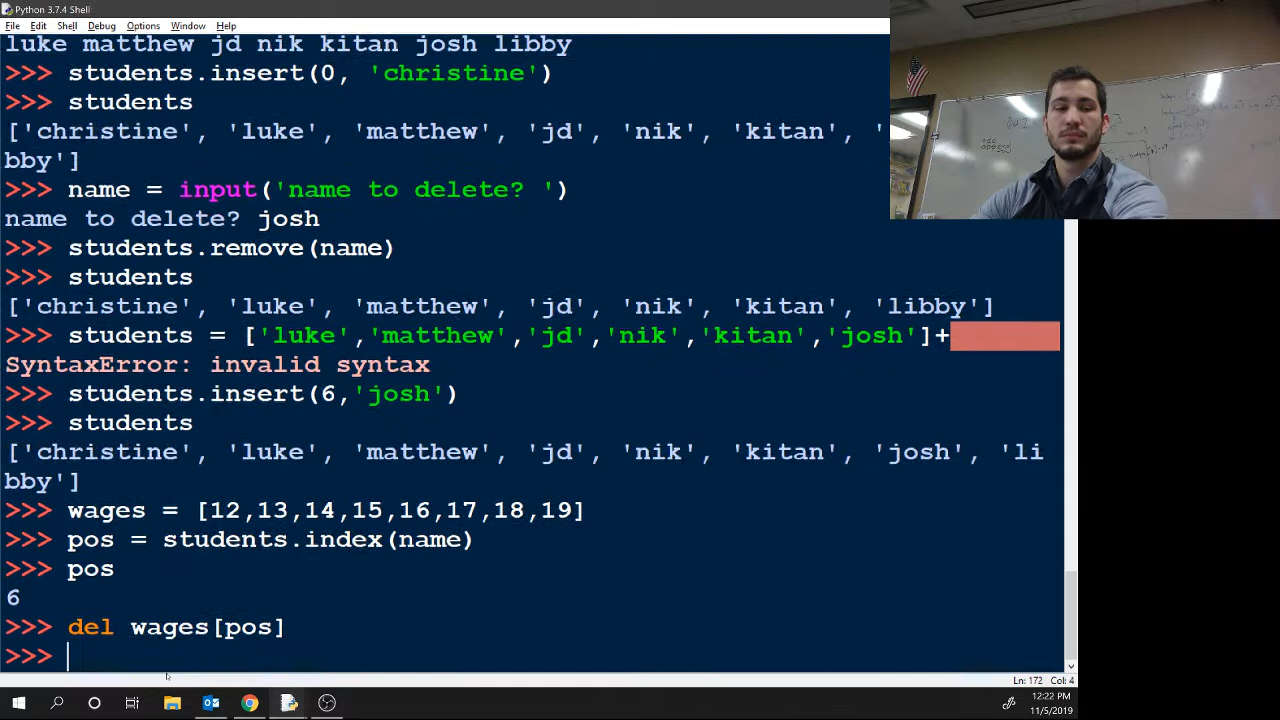 Python 3.7.4 Shell
File Edit Shell Debug Options Window Help
luke matthew jd nik kitan josh libby
>>> students.insert(0, 'christine')
>>> students
['christine', 'luke', 'matthew', 'jd', 'nik', 'kitan', '
bby']
>>> name = input('name to delete? ')
name to delete? josh
>>> students.remove(name)
>>> students
['christine', 'luke', 'matthew', 'jd', 'nik', 'kitan', 'libby']
>>> students = ['luke','matthew','jd','nik','kitan','josh']+
SyntaxError: invalid syntax
>>> students.insert(6,'josh')
>>> students
['christine', 'luke', 'matthew', 'jd', 'nik', 'kitan', 'josh', 'li
bby']
>>> wages = [12,13,14,15,16,17,18,19]
>>> pos = students.index(name)
>>> pos
6
>>> del wages[pos]
>>>
Ln: 172 Col: 4
12:22 PM
11/5/2019